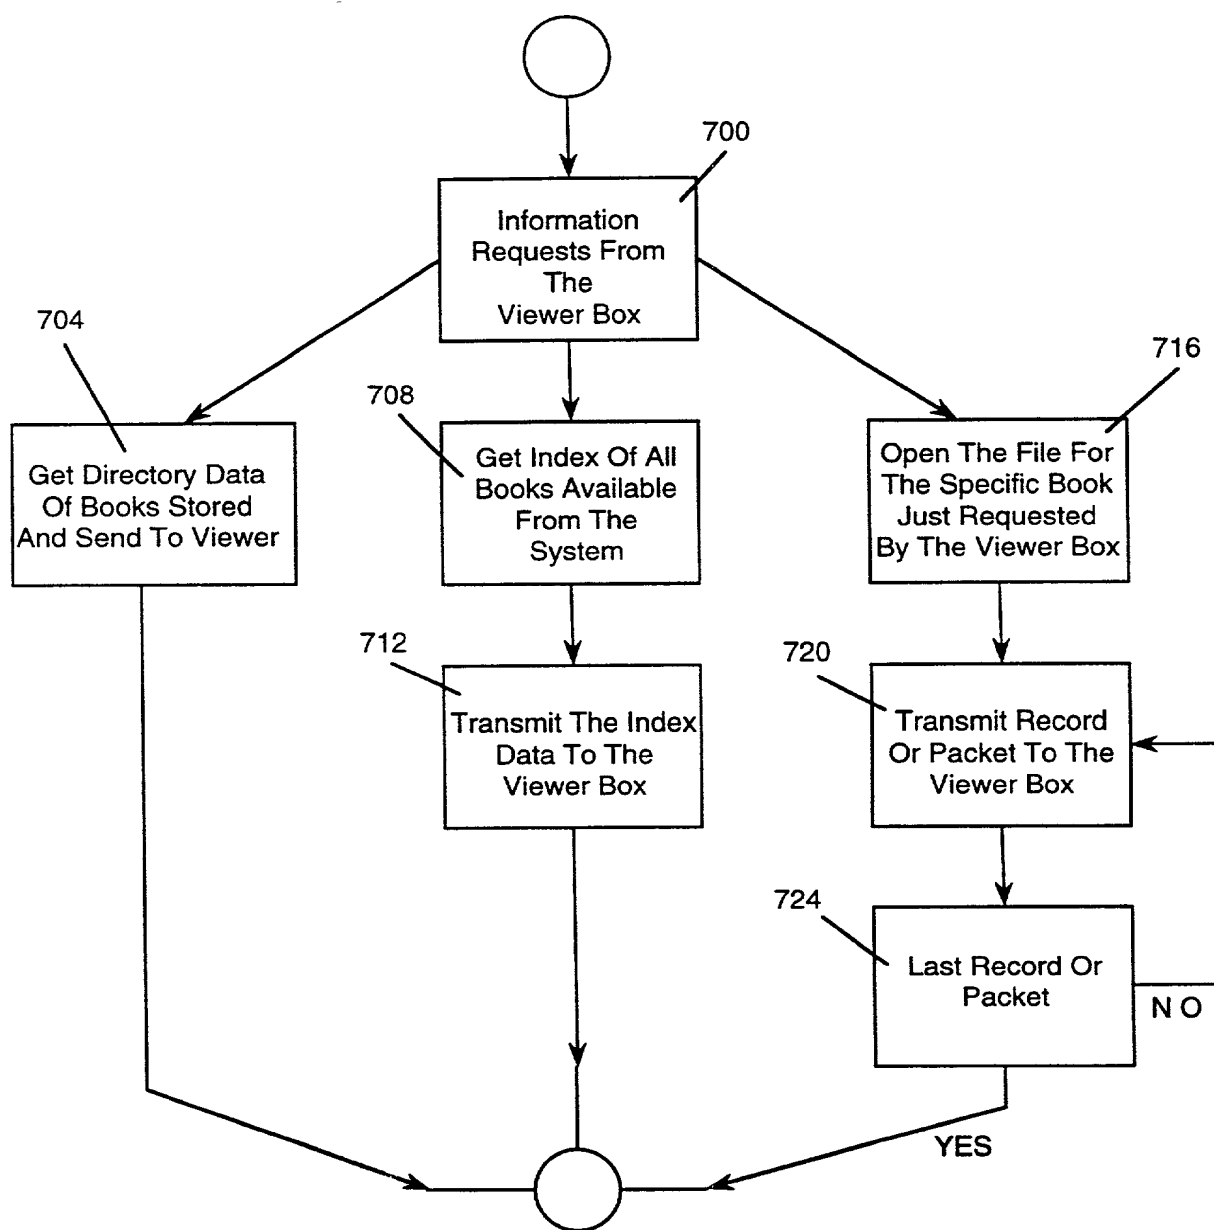 700
Information
Requests From
The
Viewer Box
704
Get Directory Data
Of Books Stored
And Send To Viewer
708
Get Index Of All
Books Available
From The
System
716
Open The File For
The Specific Book
Just Requested
By The Viewer Box
712
Transmit The Index
Data To The
Viewer Box
720
Transmit Record
Or Packet To The
Viewer Box
724
Last Record Or
Packet
NO
YES